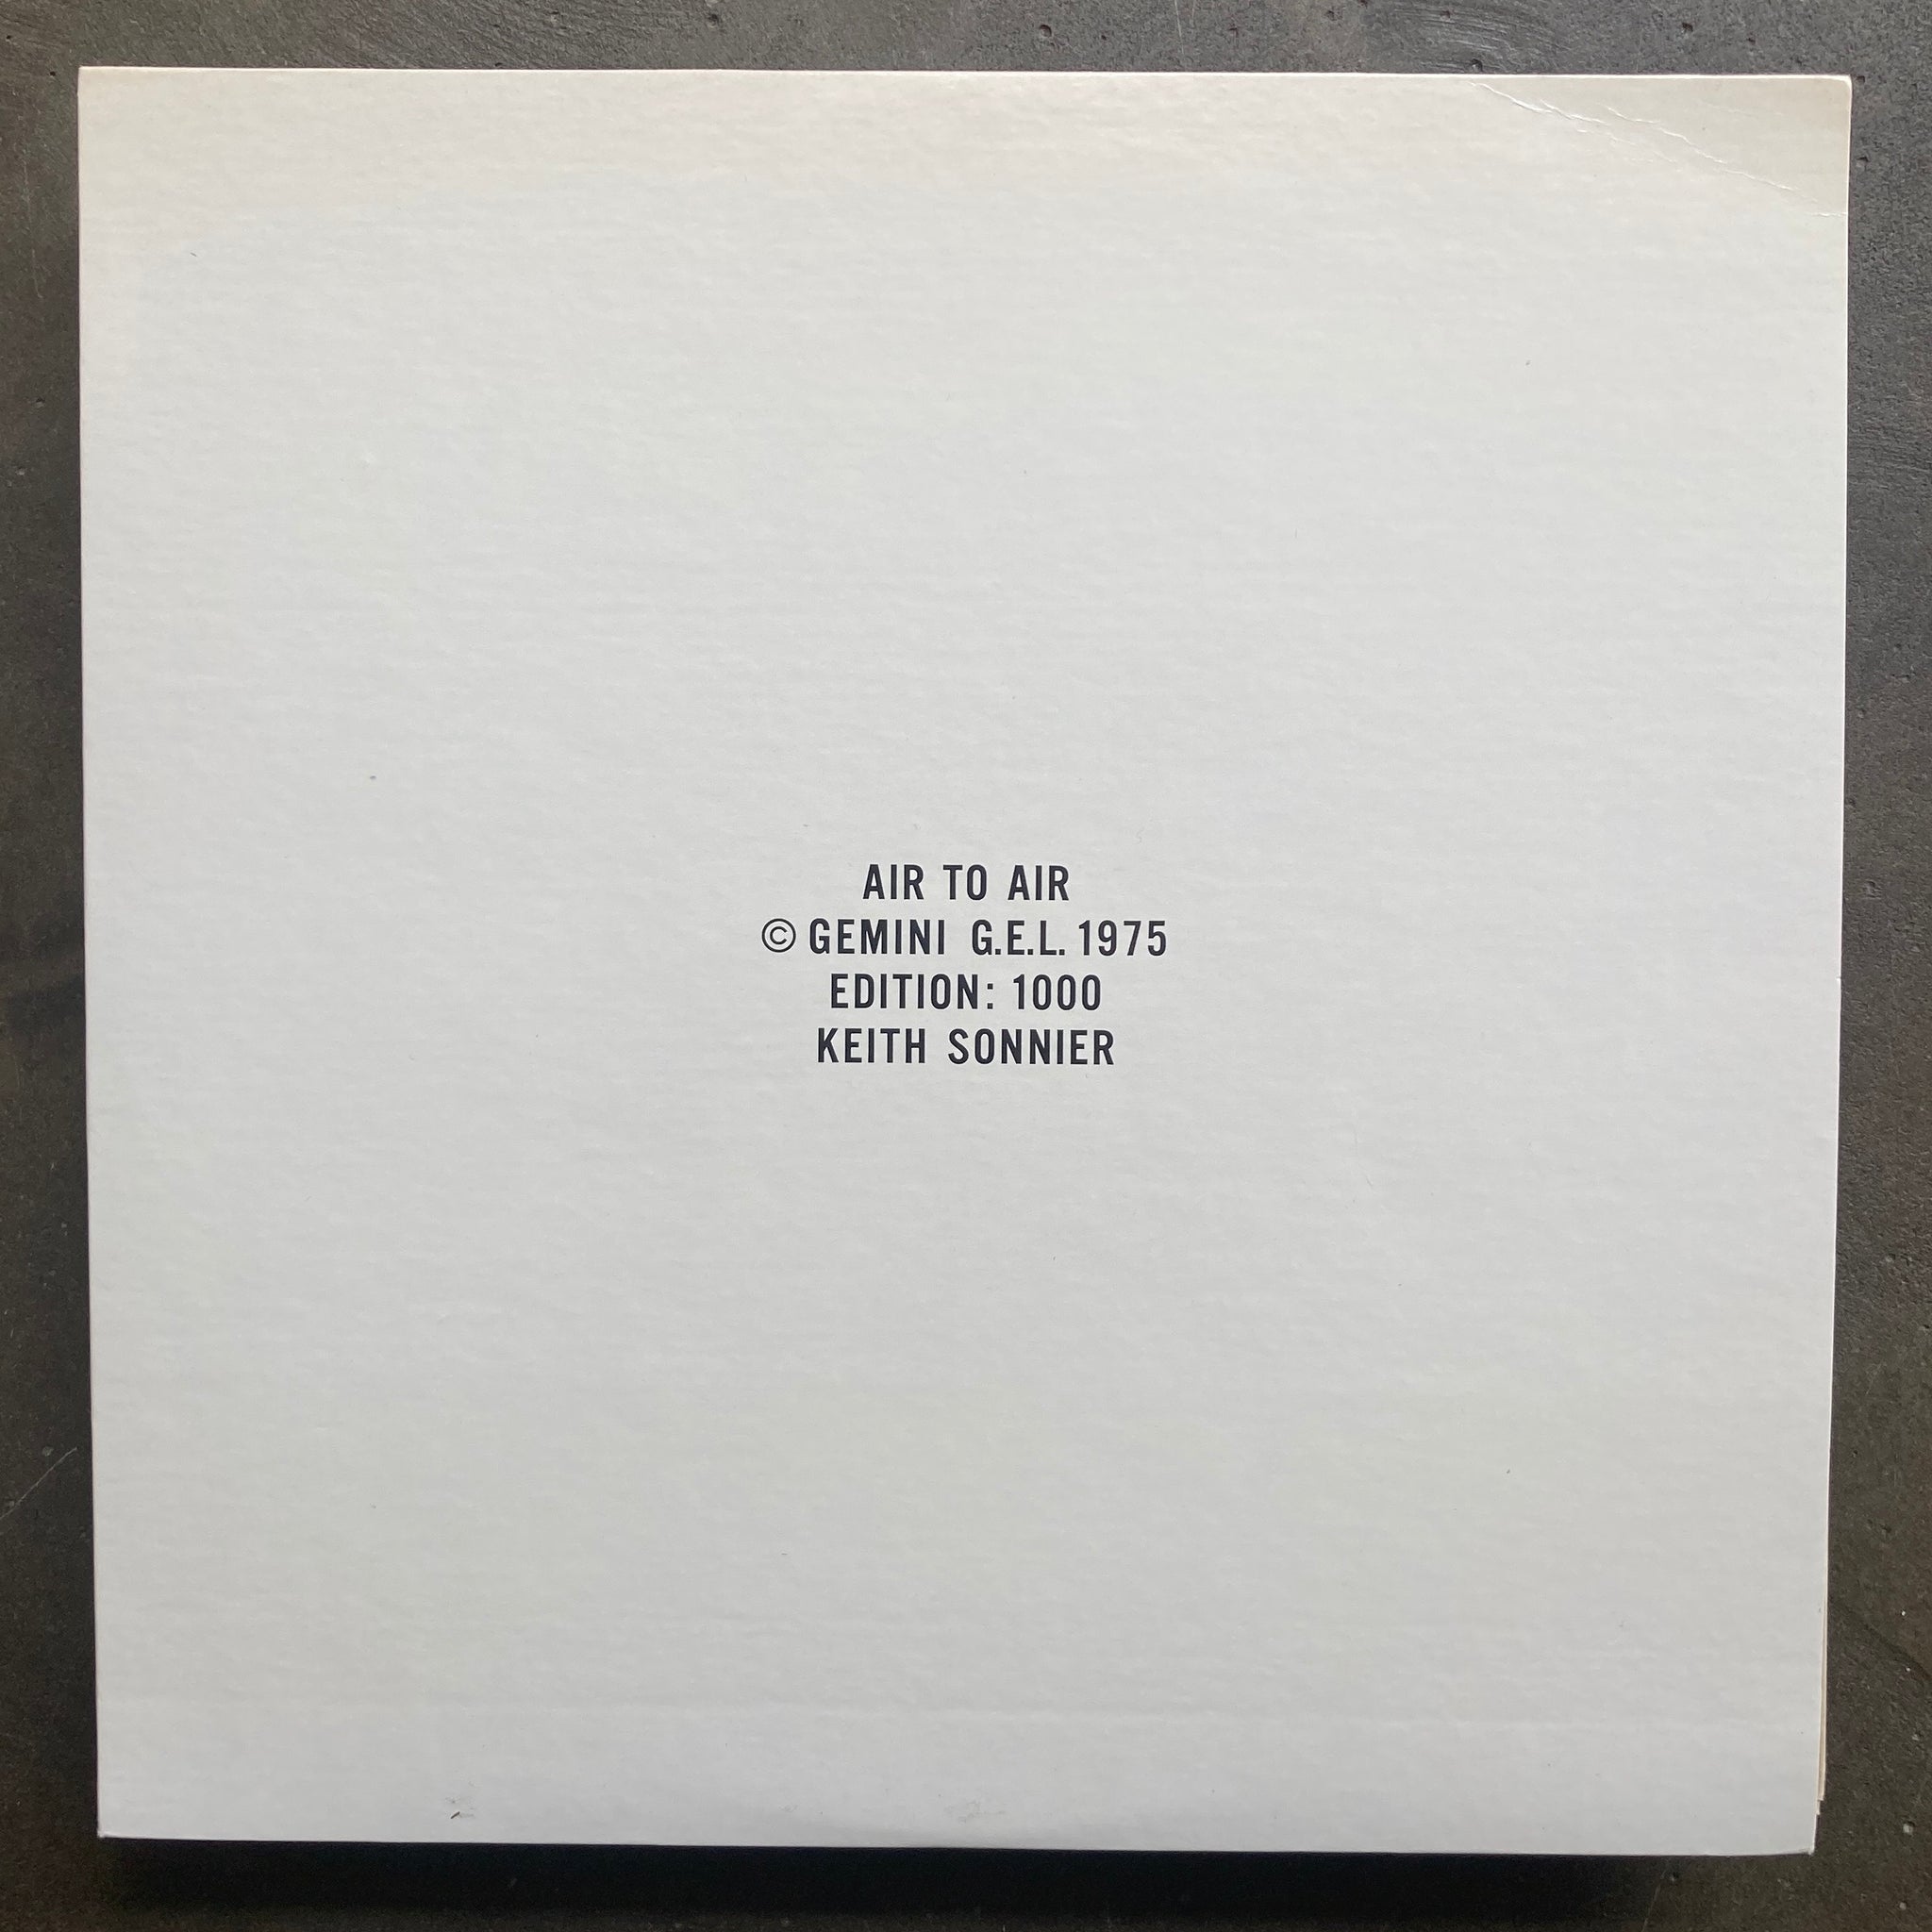 AIR TO AIR
© GEMINI G.E.L. 1975
EDITION: 1000
KEITH SONNIER